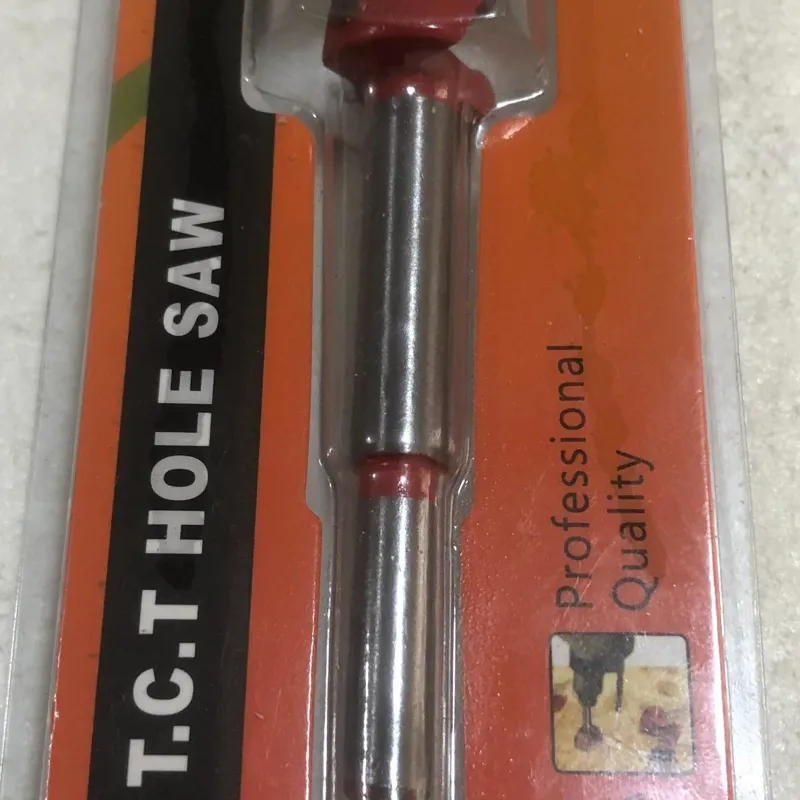 T.C.T HOLE SAW
Professional
Quality